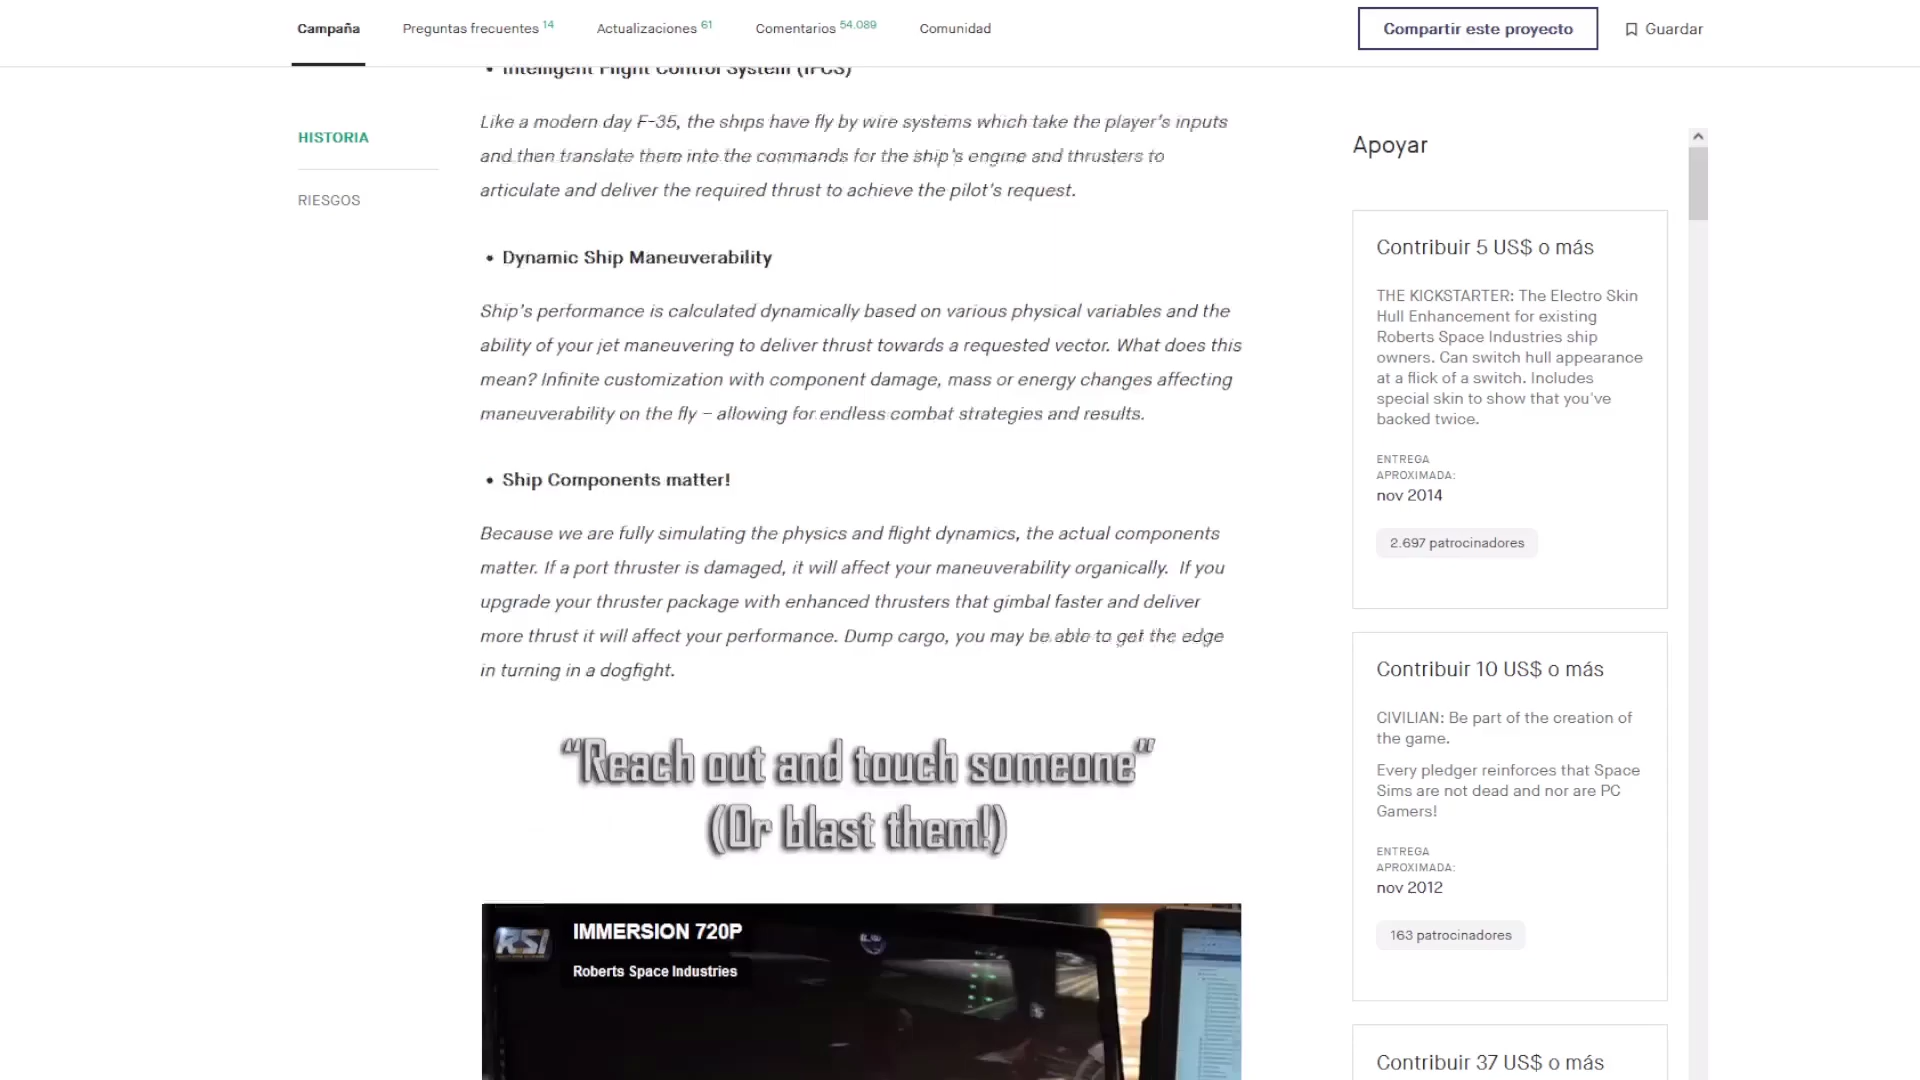 Campaña
Preguntas frecuentes 14
Actualizaciones 61
Comentarios 54.089
Comunidad
Compartir este proyecto
Guardar
HISTORIA
RIESGOS
• Intelligent Flight Control System (IFCS)
Like a modern day F-35, the ships have fly by wire systems which take the player's inputs
and then translate them into the commands for the ship's engine and thrusters to
articulate and deliver the required thrust to achieve the pilot's request.
• Dynamic Ship Maneuverability
Ship's performance is calculated dynamically based on various physical variables and the
ability of your jet maneuvering to deliver thrust towards a requested vector. What does this
mean? Infinite customization with component damage, mass or energy changes affecting
maneuverability on the fly – allowing for endless combat strategies and results.
• Ship Components matter!
Because we are fully simulating the physics and flight dynamics, the actual components
matter. If a port thruster is damaged, it will affect your maneuverability organically. If you
upgrade your thruster package with enhanced thrusters that gimbal faster and deliver
more thrust it will affect your performance. Dump cargo, you may be able to get the edge
in turning in a dogfight.
"Reach out and touch someone"
(Or blast them!)
RSI
IMMERSION 720P
Roberts Space Industries
Apoyar
Contribuir 5 US$ o más
THE KICKSTARTER: The Electro Skin
Hull Enhancement for existing
Roberts Space Industries ship
owners. Can switch hull appearance
at a flick of a switch. Includes
special skin to show that you've
backed twice.
ENTREGA
APROXIMADA:
nov 2014
2.697 patrocinadores
Contribuir 10 US$ o más
CIVILIAN: Be part of the creation of
the game.
Every pledger reinforces that Space
Sims are not dead and nor are PC
Gamers!
ENTREGA
APROXIMADA:
nov 2012
163 patrocinadores
Contribuir 37 US$ o más